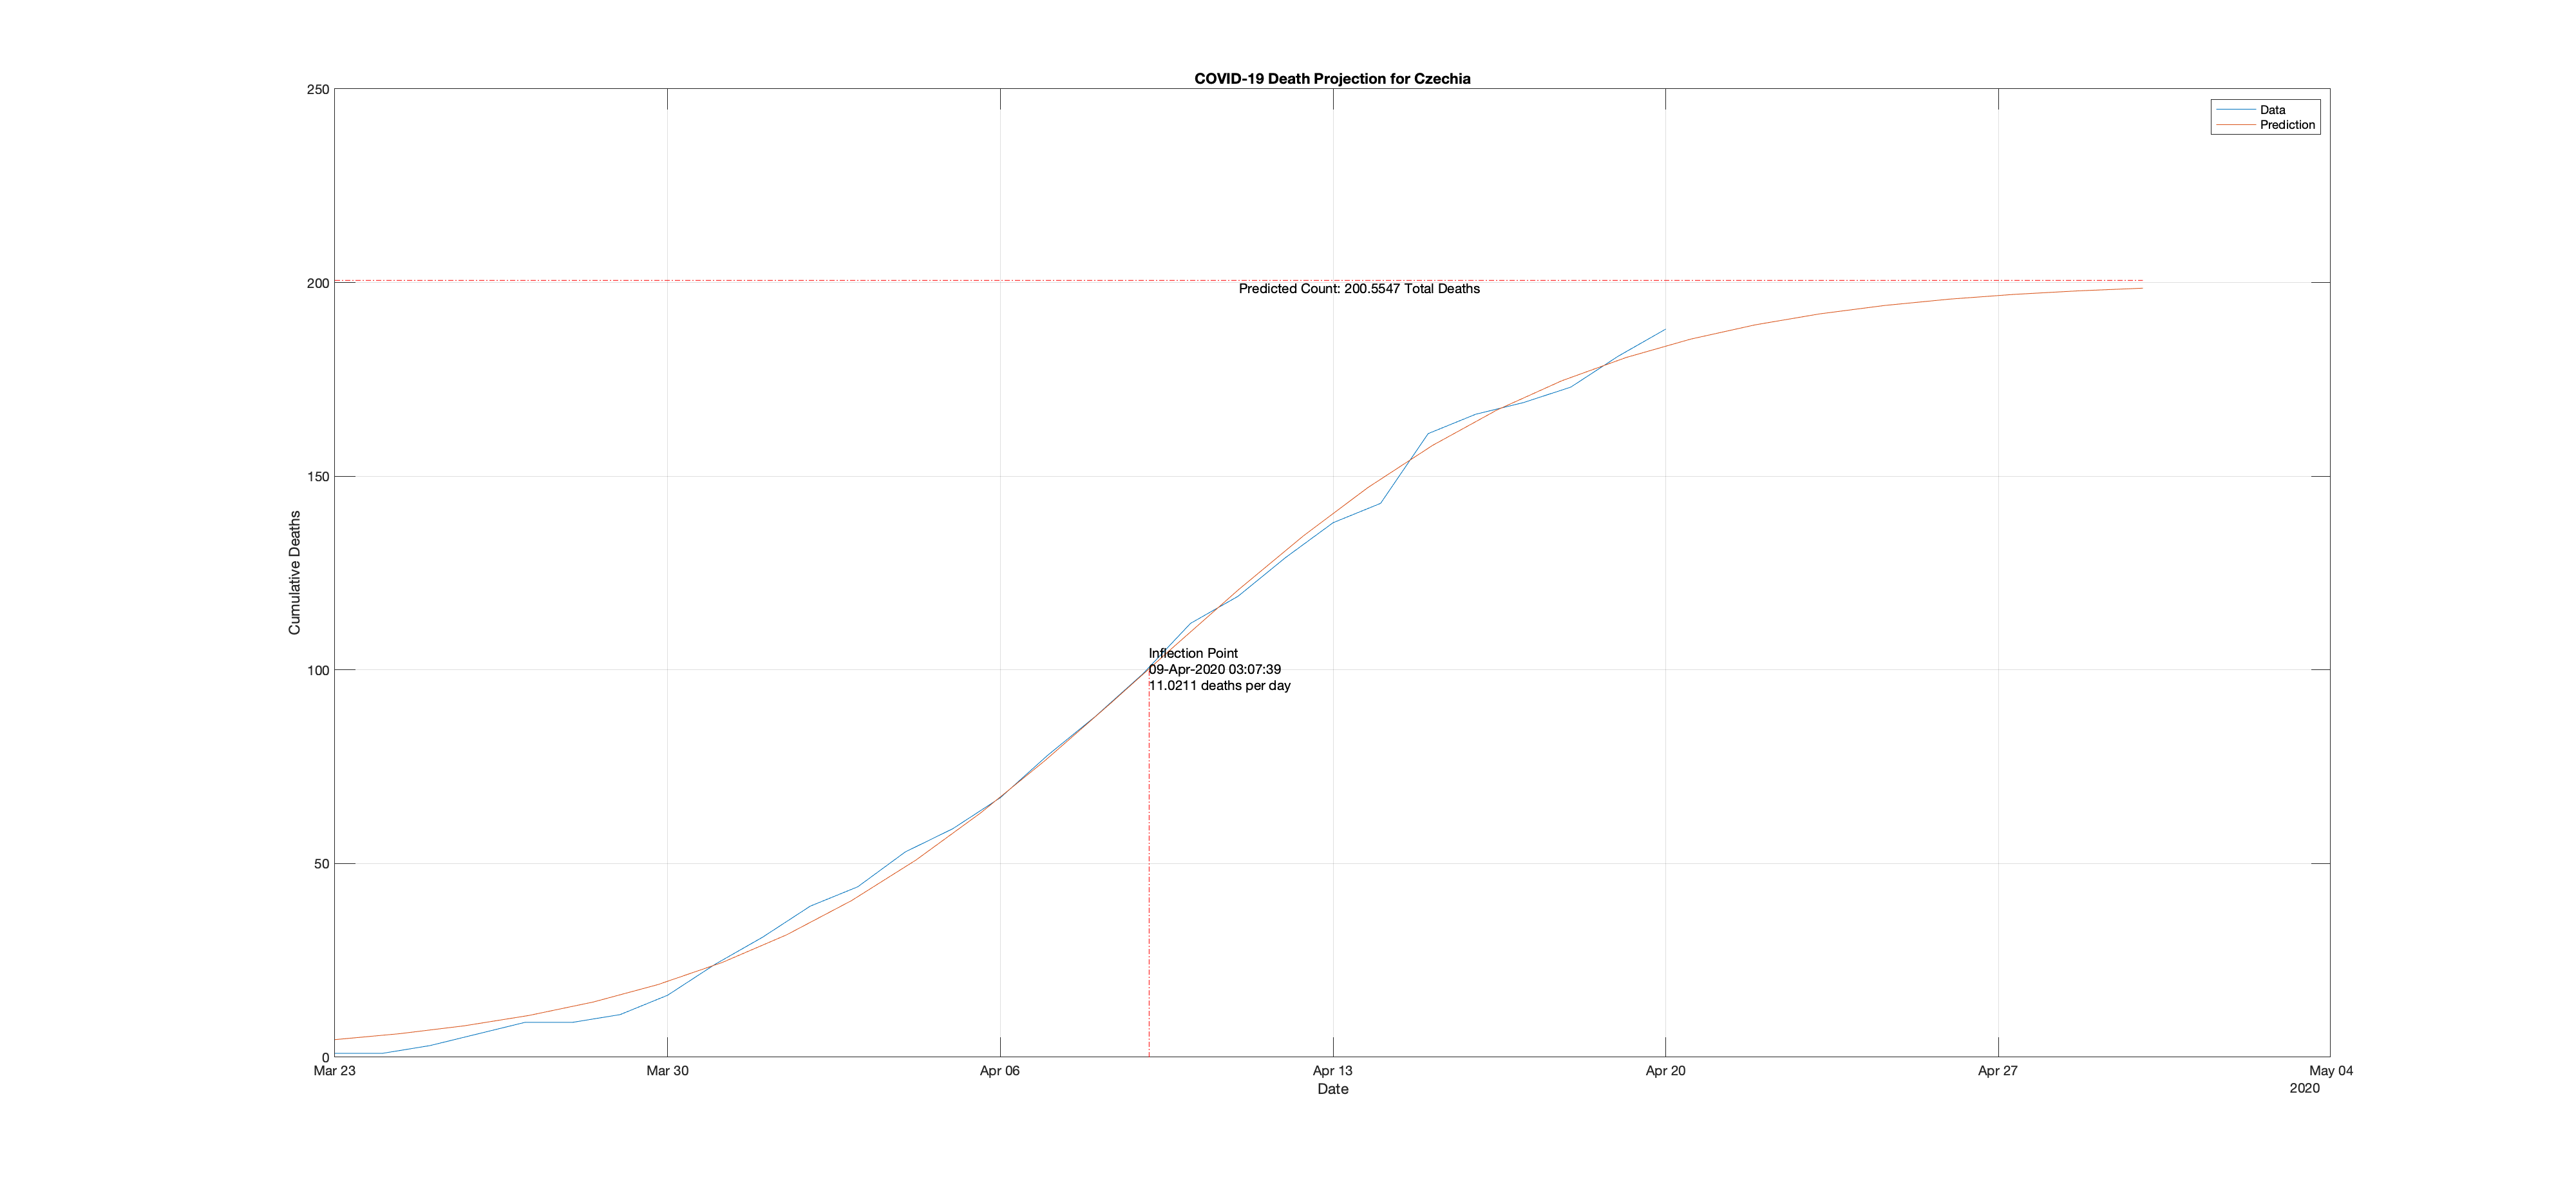 COVID-19 Death Projection for Czechia
250
200
150
100
50
0
Cumulative Deaths
Data
Prediction
Predicted Count: 200.5547 Total Deaths
Inflection Point
09-Apr-2020 03:07:39
11.0211 deaths per day
Mar 23
Mar 30
Apr 06
Apr 13
Apr 20
Apr 27
May 04
Date
2020